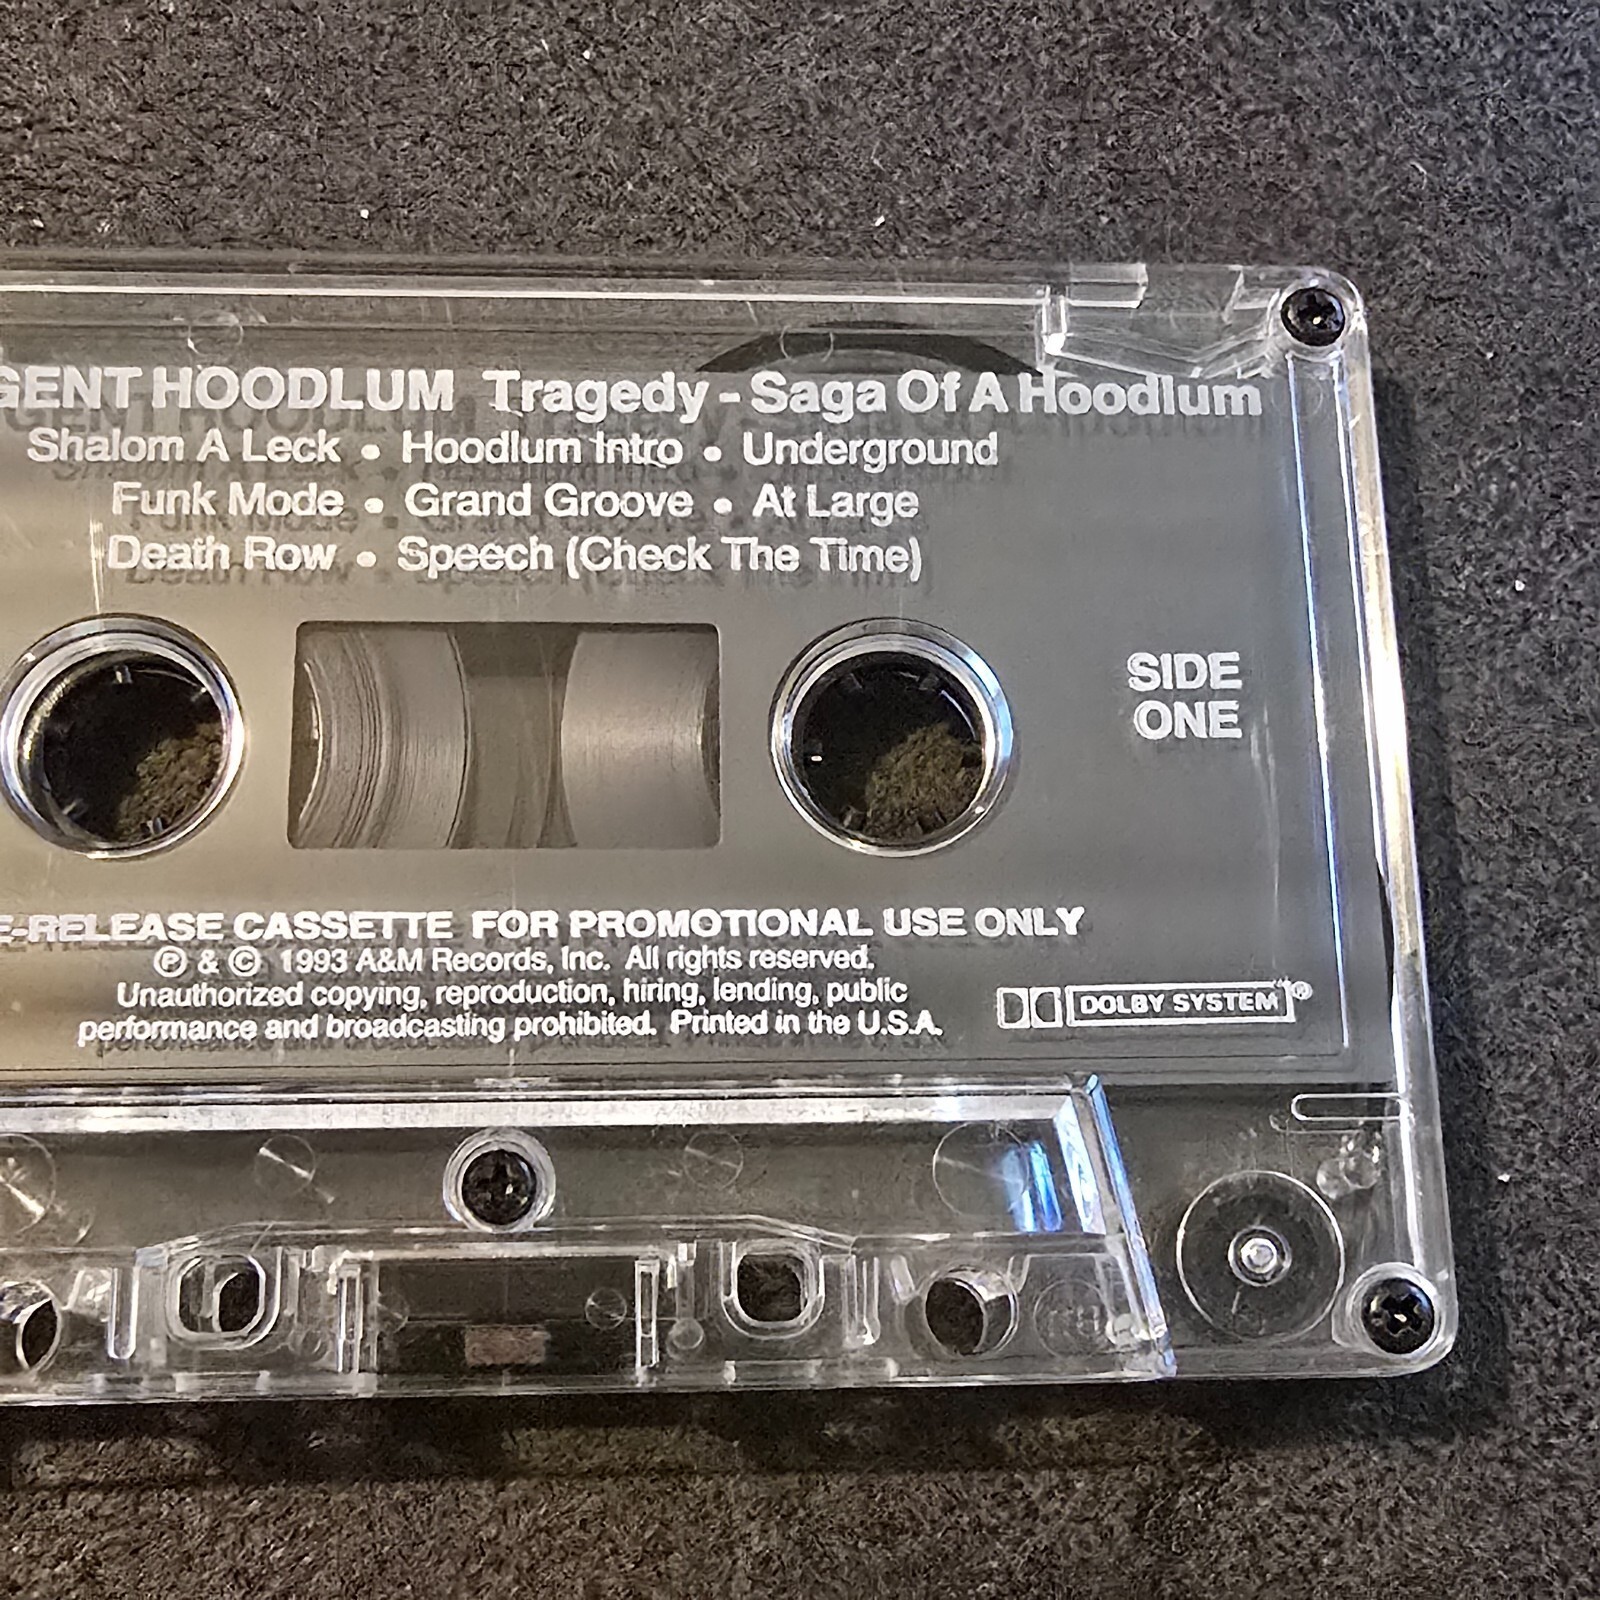 GENT HOODLUM Tragedy - Saga Of A Hoodlum
Shalom A Leck • Hoodlum Intro • Underground
Funk Mode • Grand Groove • At Large
Death Row • Speech (Check The Time)
SIDE
ONE
E-RELEASE CASSETTE FOR PROMOTIONAL USE ONLY
℗ & © 1993 A&M Records, Inc. All rights reserved.
Unauthorized copying, reproduction, hiring, lending, public
performance and broadcasting prohibited. Printed in the U.S.A.
DOLBY SYSTEM®